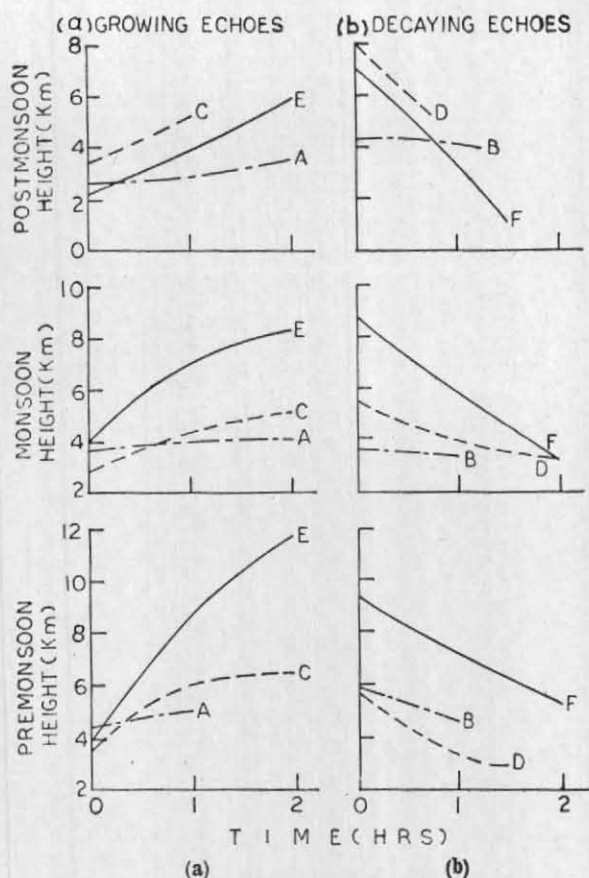 (a) GROWING ECHOES
(b) DECAYING ECHOES
POSTMONSOON
HEIGHT (Km)
8
6
4
2
0
C
E
A
D
B
F
MONSOON
HEIGHT (Km)
10
8
6
4
2
E
C
A
F
D
B
PREMONSOON
HEIGHT (Km)
12
10
8
6
4
2
E
C
A
F
B
D
0 1 2 0 1 2
TIME (HRS)
(a) (b)